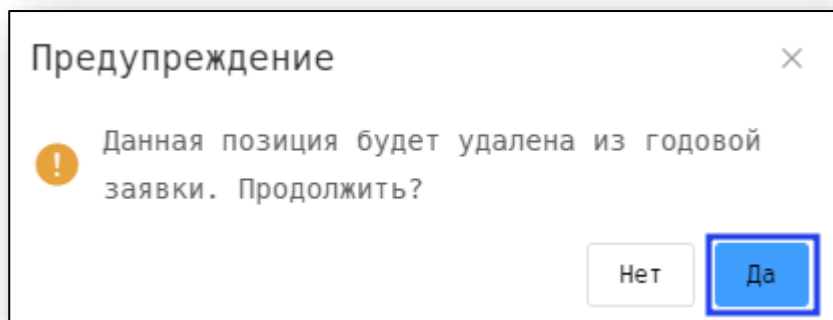 Предупреждение
Данная позиция будет удалена из годовой
заявки. Продолжить?
Нет
Да